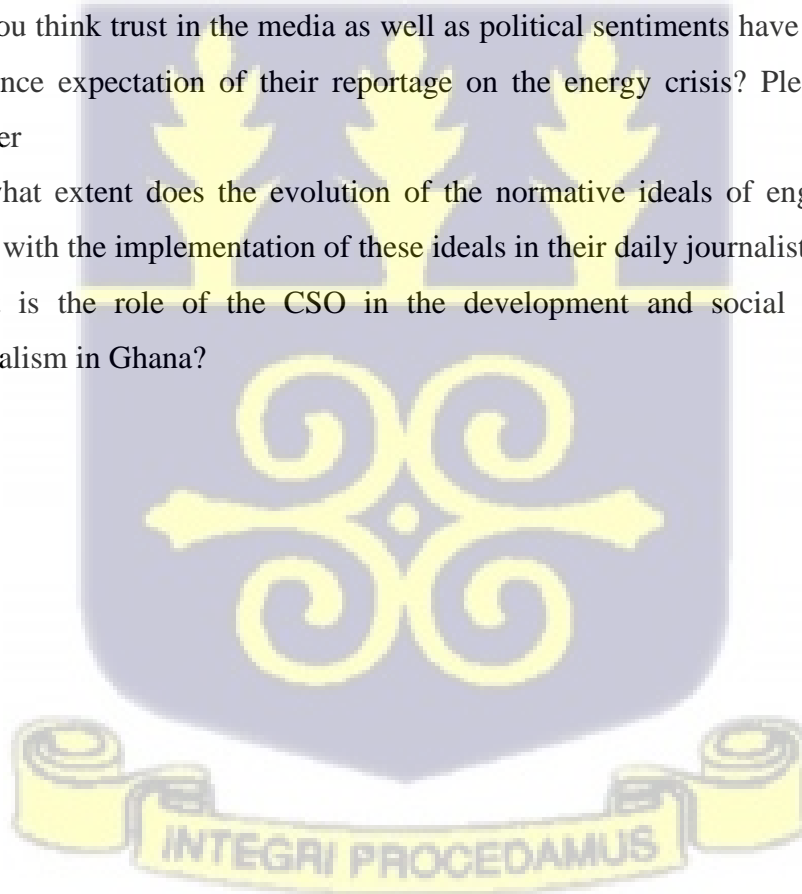 ou think trust in the media as well as political sentiments have
nce expectation of their reportage on the energy crisis? Ple
er
hat extent does the evolution of the normative ideals of eng
with the implementation of these ideals in their daily journalist
is the role of the CSO in the development and social
alism in Ghana?
INTEGRI PROCEDAMUS